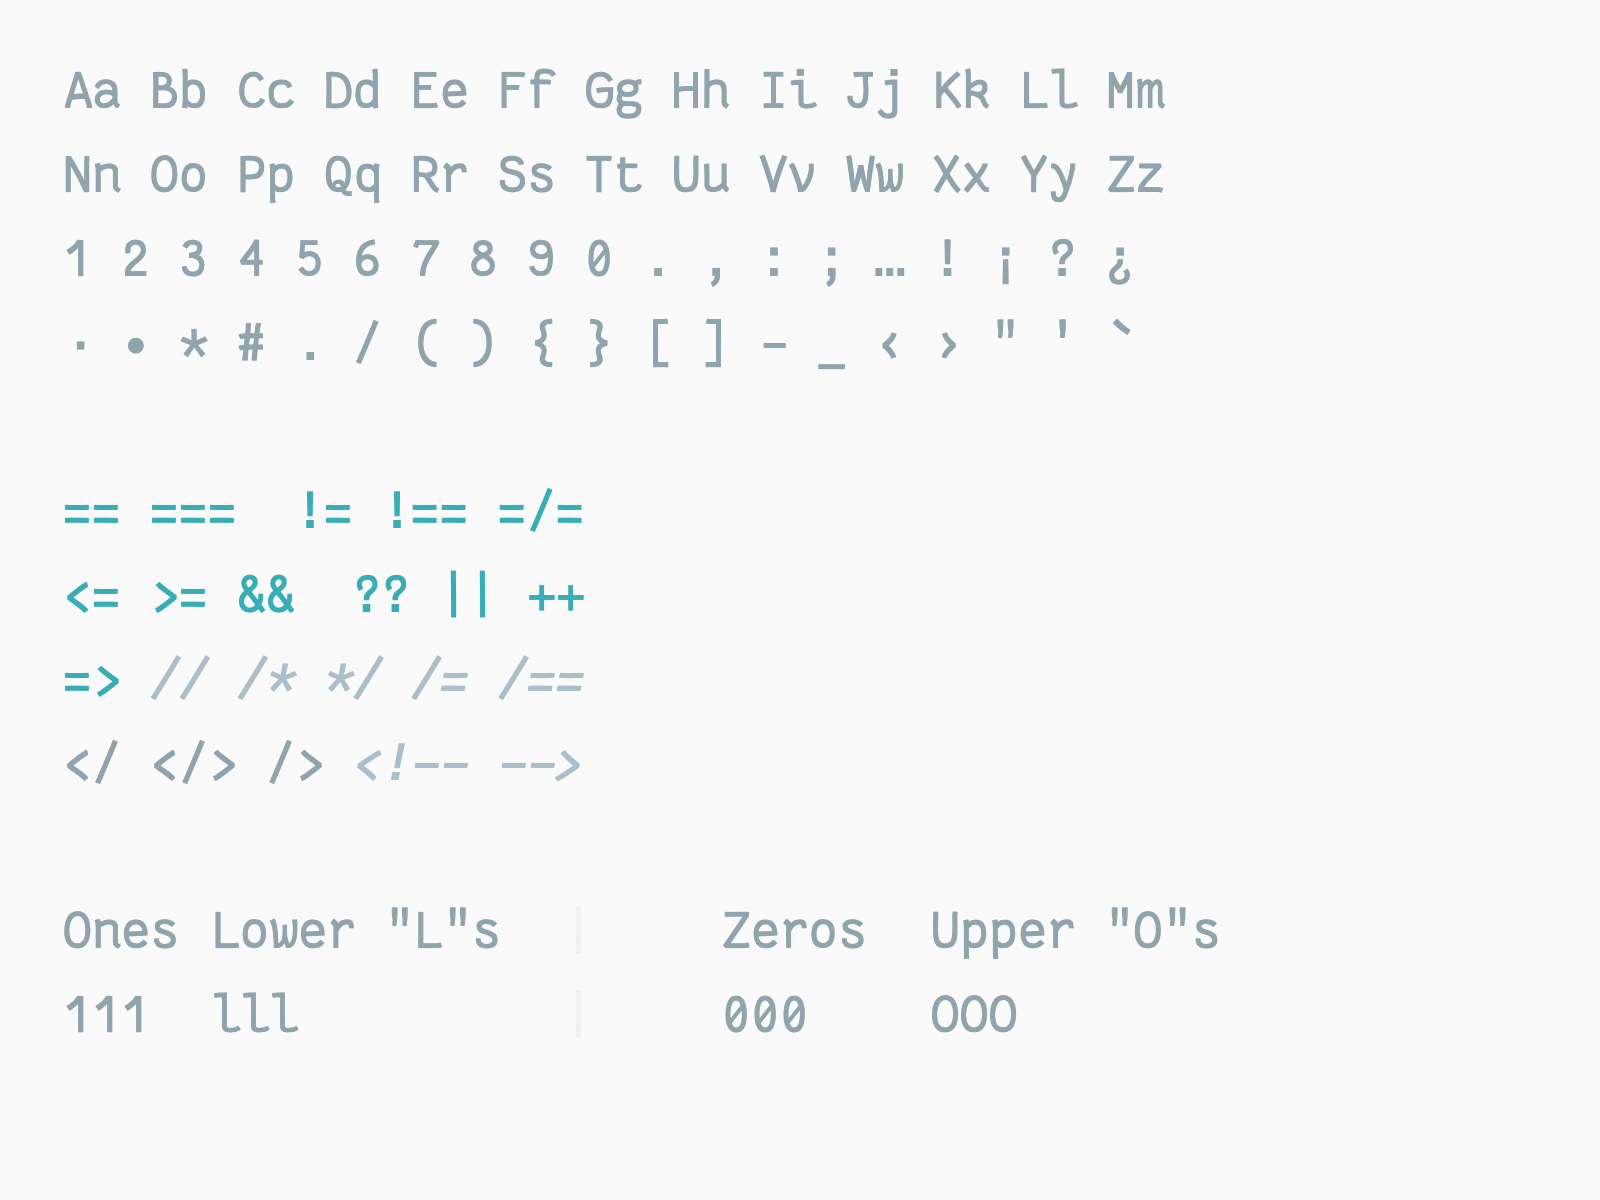 Aa Bb Cc Dd Ee Ff Gg Hh Ii Jj Kk Ll Mm
Nn Oo Pp Qq Rr Ss Tt Uu Vv Ww Xx Yy Zz
1 2 3 4 5 6 7 8 9 0 . , : ; … ! ¡ ? ¿
· • * # . / ( ) { } [ ] - _ ‹ › " ' `
== ===  != !== =/=
<= >= &&  ?? || ++
=> // /* */ /= /==
</ </> /> <!-- -->
Ones Lower "L"s | Zeros Upper "O"s
111 lll | 000 OOO